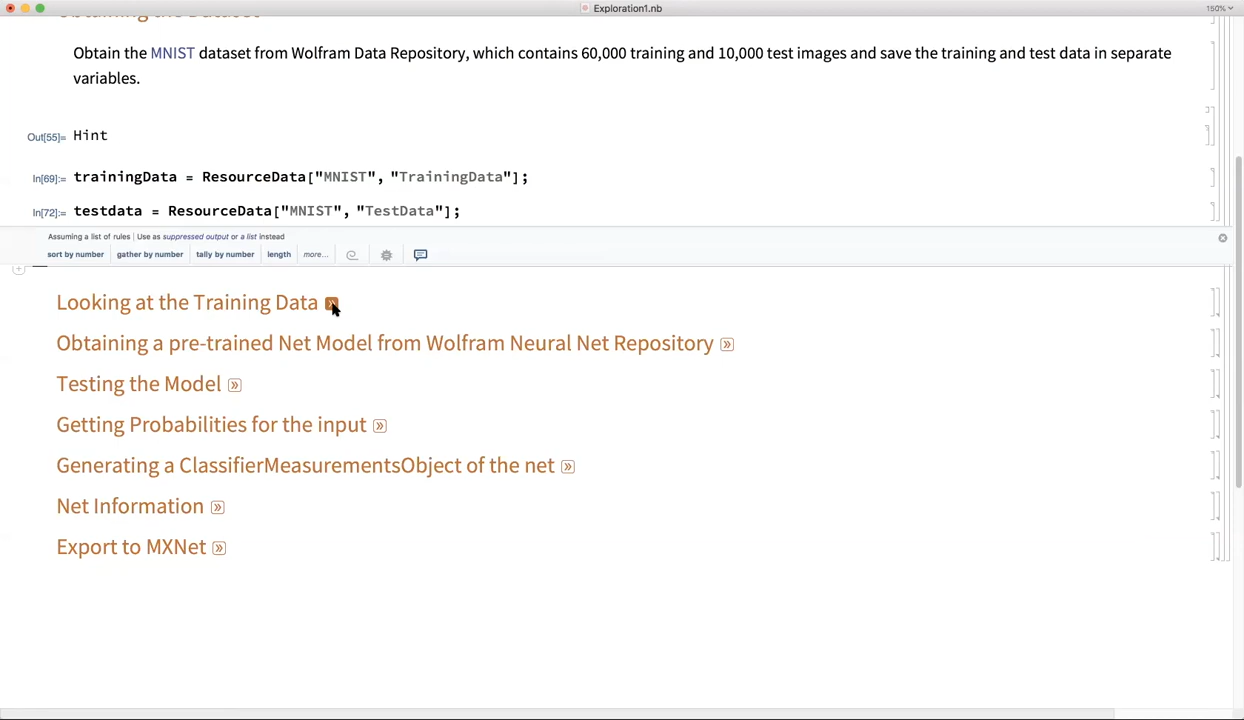 Exploration1.nb
150%
Obtaining the Dataset
Obtain the MNIST dataset from Wolfram Data Repository, which contains 60,000 training and 10,000 test images and save the training and test data in separate
variables.
Out[55]= Hint
In[69]:= trainingData = ResourceData["MNIST", "TrainingData"];
In[72]:= testdata = ResourceData["MNIST", "TestData"];
Assuming a list of rules | Use as suppressed output or a list instead
sort by number gather by number tally by number length more...
Looking at the Training Data
Obtaining a pre-trained Net Model from Wolfram Neural Net Repository
Testing the Model
Getting Probabilities for the input
Generating a ClassifierMeasurementsObject of the net
Net Information
Export to MXNet